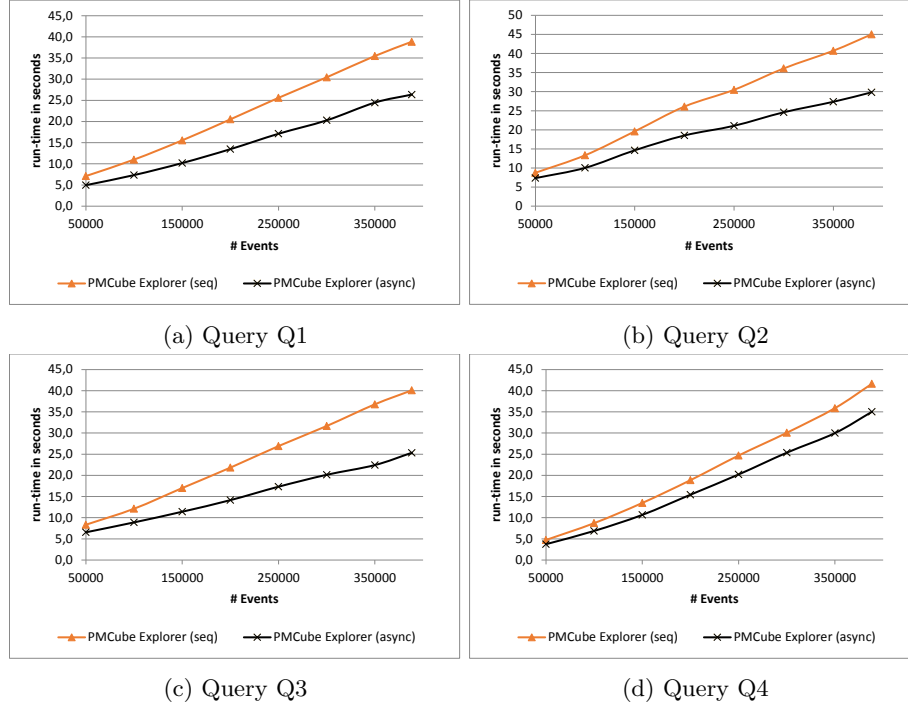 45,0
40,0
35,0
30,0
25,0
20,0
15,0
10,0
5,0
0,0
run-time in seconds
50000 150000 250000 350000
# Events
PMCube Explorer (seq) PMCube Explorer (async)
(a) Query Q1
50
45
40
35
30
25
20
15
10
5
0
run-time in seconds
50000 150000 250000 350000
# Events
PMCube Explorer (seq) PMCube Explorer (async)
(b) Query Q2
45,0
40,0
35,0
30,0
25,0
20,0
15,0
10,0
5,0
0,0
run-time in seconds
50000 150000 250000 350000
# Events
PMCube Explorer (seq) PMCube Explorer (async)
(c) Query Q3
45,0
40,0
35,0
30,0
25,0
20,0
15,0
10,0
5,0
0,0
run-time in seconds
50000 150000 250000 350000
# Events
PMCube Explorer (seq) PMCube Explorer (async)
(d) Query Q4